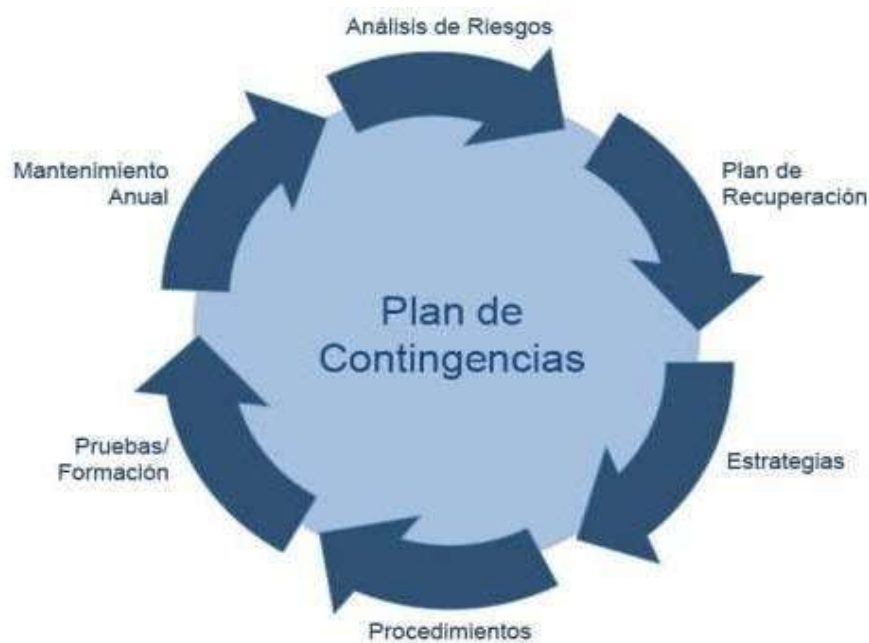 Análisis de Riesgos
Plan de
Recuperación
Estrategias
Procedimientos
Pruebas/
Formación
Mantenimiento
Anual
Plan de
Contingencias